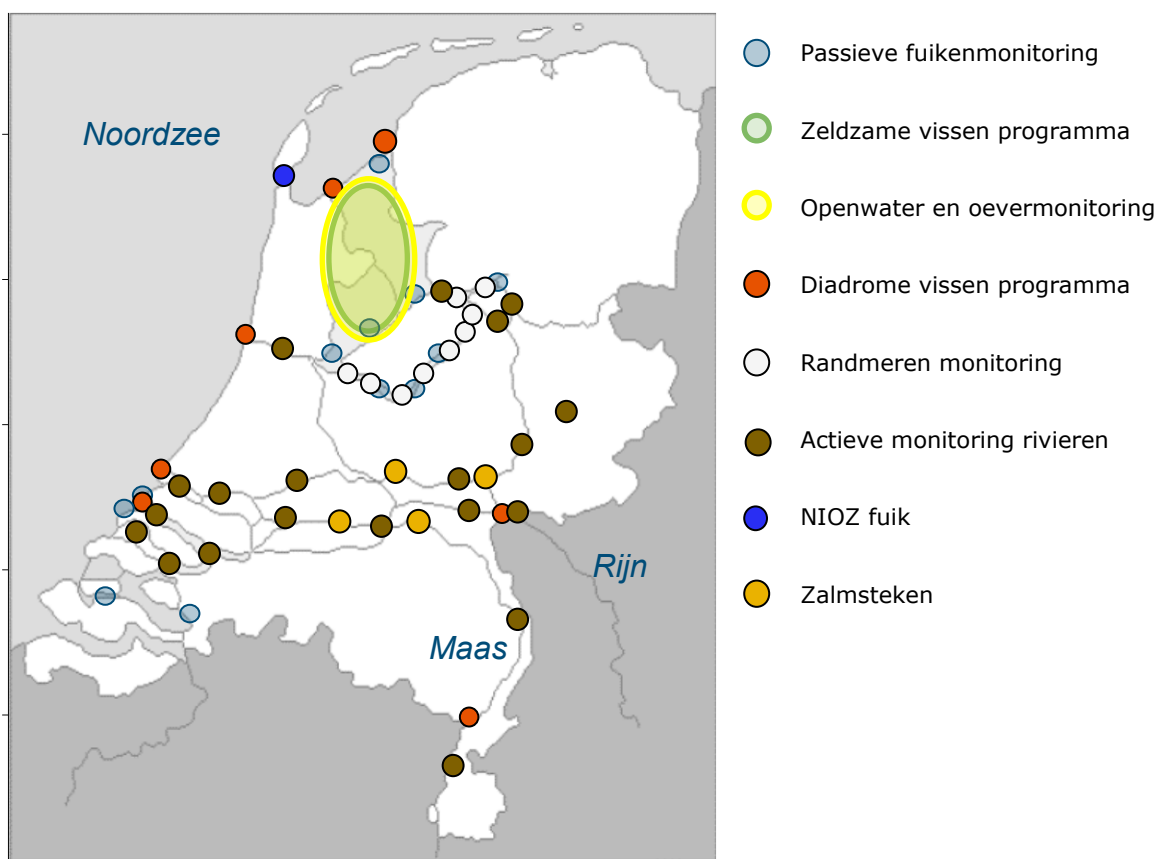 Noordzee
Rijn
Maas
Passieve fuikenmonitoring
Zeldzame vissen programma
Openwater en oevermonitoring
Diadrome vissen programma
Randmeren monitoring
Actieve monitoring rivieren
NIOZ fuik
Zalmsteken